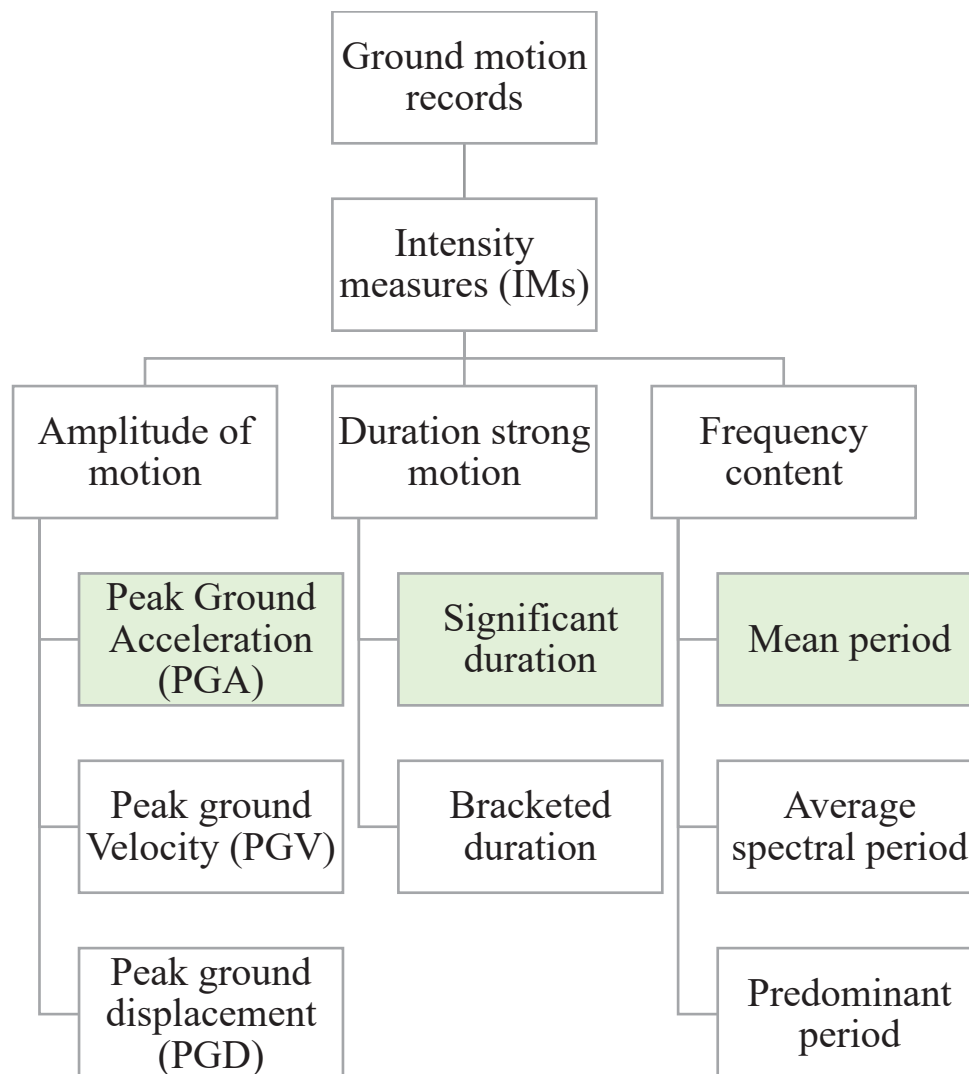 Ground motion
records
Intensity
measures (IMs)
Amplitude of
motion
Duration strong
motion
Frequency
content
Peak Ground
Acceleration
(PGA)
Significant
duration
Mean period
Peak ground
Velocity (PGV)
Bracketed
duration
Average
spectral period
Peak ground
displacement
(PGD)
Predominant
period